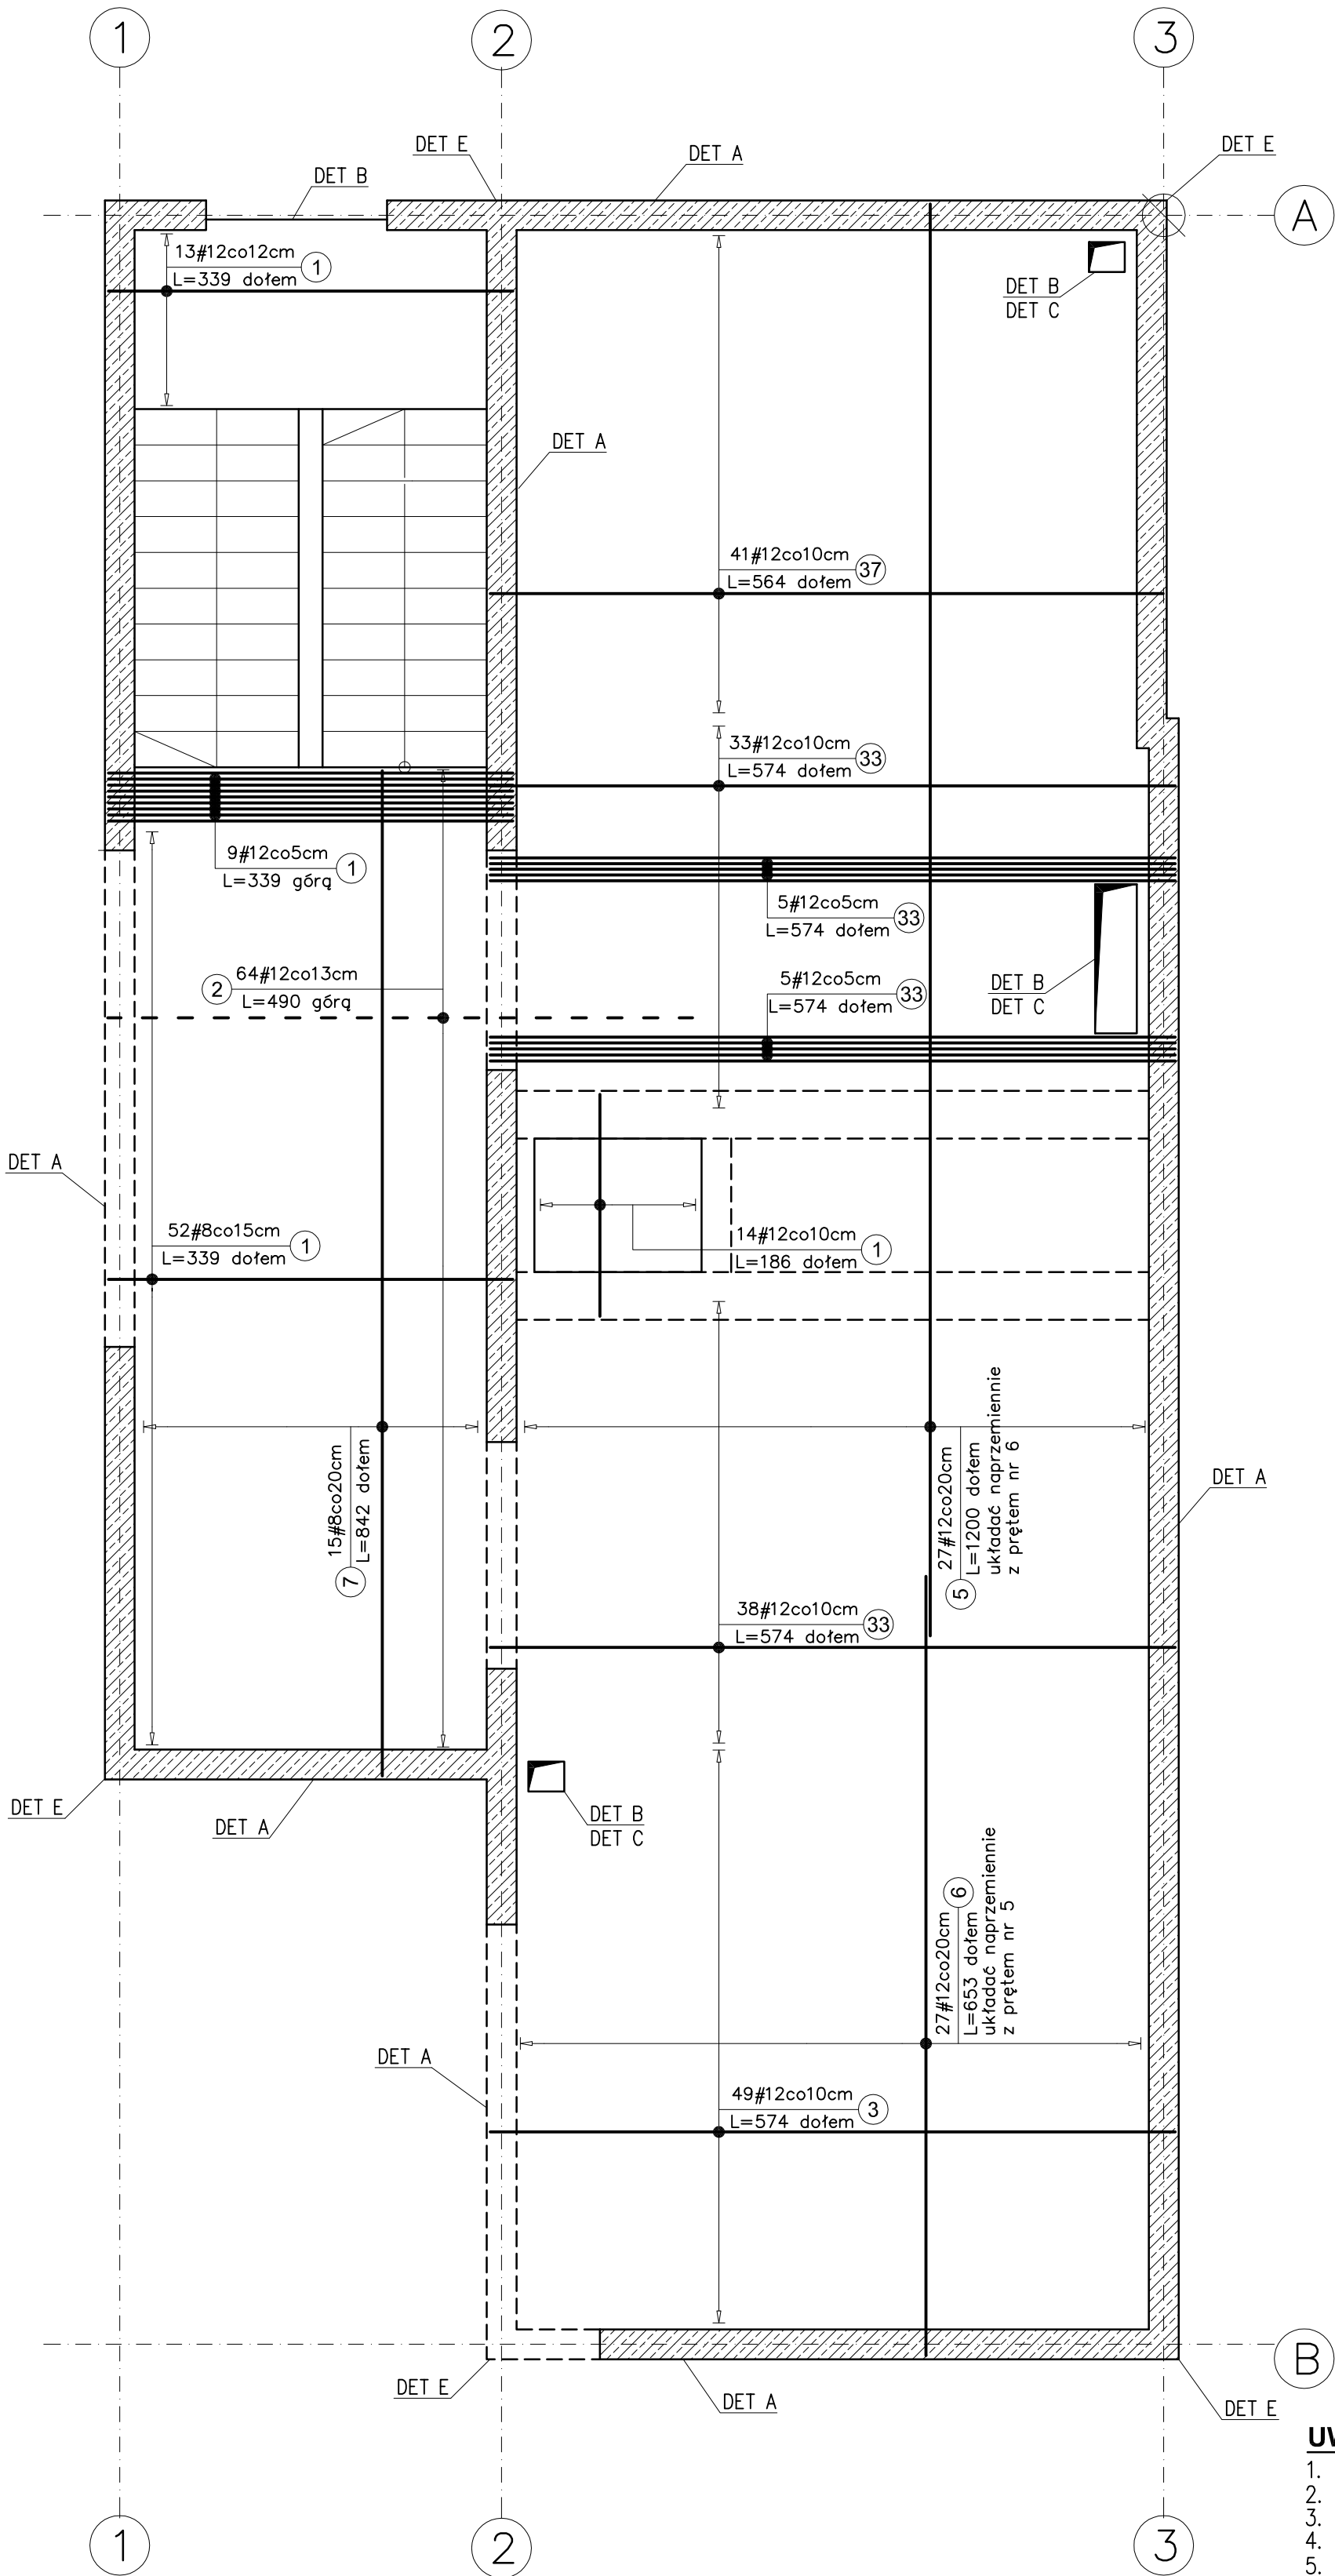 1
2
3
DET E
DET A
DET E
DET B
A
13#12co12cm
1
L=339 dołem
DET B
DET C
DET A
41#12co10cm
37
L=564 dołem
33#12co10cm
33
L=574 dołem
9#12co5cm
1
L=339 górą
5#12co5cm
33
L=574 dołem
64#12co13cm
2
L=490 górą
5#12co5cm
33
L=574 dołem
DET B
DET C
DET A
52#8co15cm
1
L=339 dołem
14#12co10cm
1
L=186 dołem
15#8co20cm
7
L=842 dołem
27#12co20cm
5
L=1200 dołem
układać naprzemiennie
z prętem nr 6
DET A
38#12co10cm
33
L=574 dołem
DET E
DET A
DET B
DET C
27#12co20cm
6
L=653 dołem
układać naprzemiennie
z prętem nr 5
DET A
49#12co10cm
3
L=574 dołem
B
DET E
DET A
DET E
1.
2.
3.
4.
5.
1
2
3